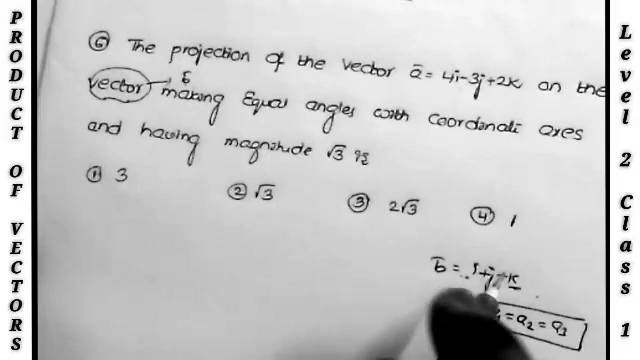 PRODUCT OF VECTORS
⑥ The projection of the vector ā = 4i-3j+2k on the
vector b̄ making Equal angles with coordinate axes
and having magnitude √3 is
① 3 ② √3 ③ 2√3 ④ 1
b̄ = i+j+k
= a₂ = a₃
Level 2 Class 1